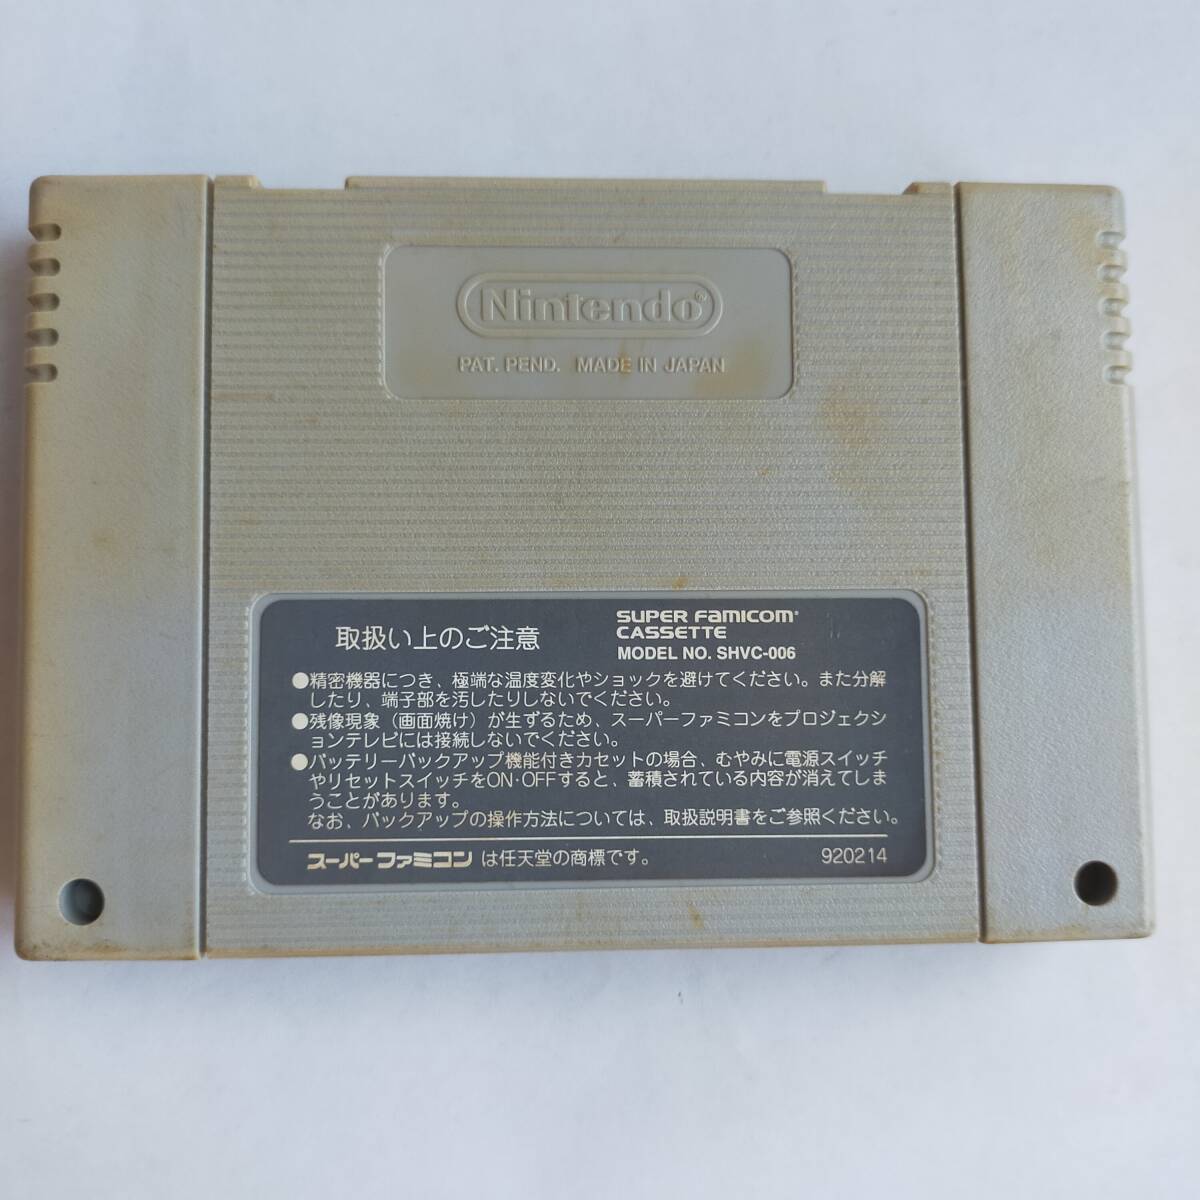 Nintendo®
PAT. PEND. MADE IN JAPAN
取扱い上のご注意
SUPER FAMICOM
CASSETTE
MODEL NO. SHVC-006
●精密機器につき、極端な温度変化やショックを避けてください。また分解
したり、端子部を汚したりしないでください。
●残像現象（画面焼け）が生ずるため、スーパーファミコンをプロジェクシ
ョンテレビには接続しないでください。
●バッテリーバックアップ機能付きカセットの場合、むやみに電源スイッチ
やリセットスイッチをON・OFFすると、蓄積されている内容が消えてしま
うことがあります。
なお、バックアップの操作方法については、取扱説明書をご参照ください。
スーパーファミコン は任天堂の商標です。
920214